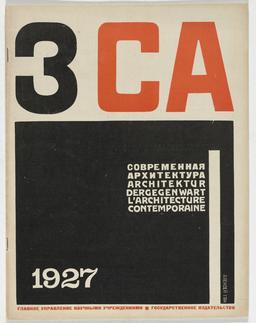 3 СА
СОВРЕМЕННАЯ
АРХИТЕКТУРА
ARCHITEKTUR
DERGEGENWART
L'ARCHITECTURE
CONTEMPORAINE
1927
ГЛАВНОЕ УПРАВЛЕНИЕ НАУЧНЫМИ УЧРЕЖДЕНИЯМИ ■ ГОСУДАРСТВЕННОЕ ИЗДАТЕЛЬСТВО